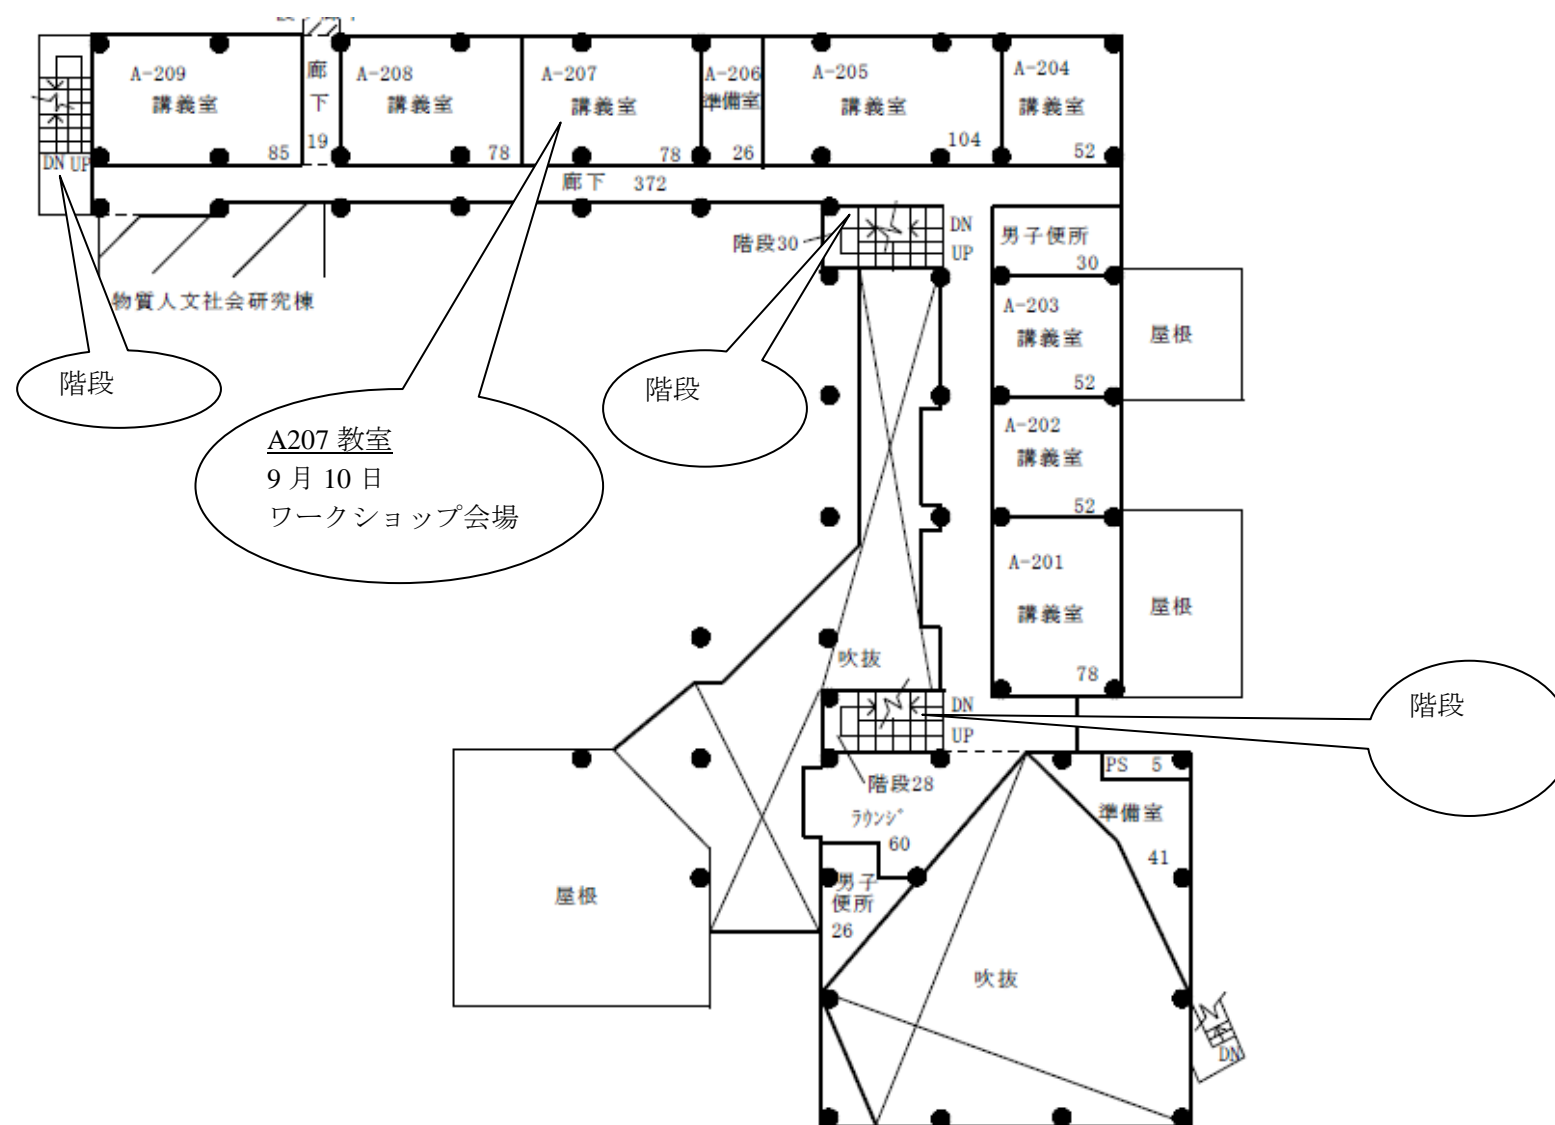 A-209
講義室
85
廊
下
19
A-208
講義室
78
A-207
講義室
78
A-206
準備室
26
A-205
講義室
104
A-204
講義室
52
DN UP
廊下 372
階段30
DN
UP
男子便所
30
物質人文社会研究棟
A-203
講義室
52
屋根
階段
階段
A207 教室
9 月 10 日
ワークショップ会場
A-202
講義室
52
A-201
講義室
78
屋根
吹抜
DN
UP
階段
階段28
ラウンジ
60
PS 5
準備室
41
男子
便所
26
屋根
吹抜
DN